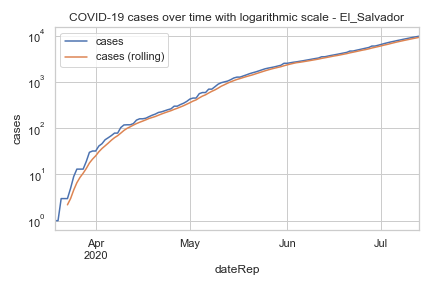 COVID-19 cases over time with logarithmic scale - El_Salvador
cases
cases (rolling)
10⁴
10³
10²
10¹
10⁰
cases
Apr
2020
May
Jun
Jul
dateRep